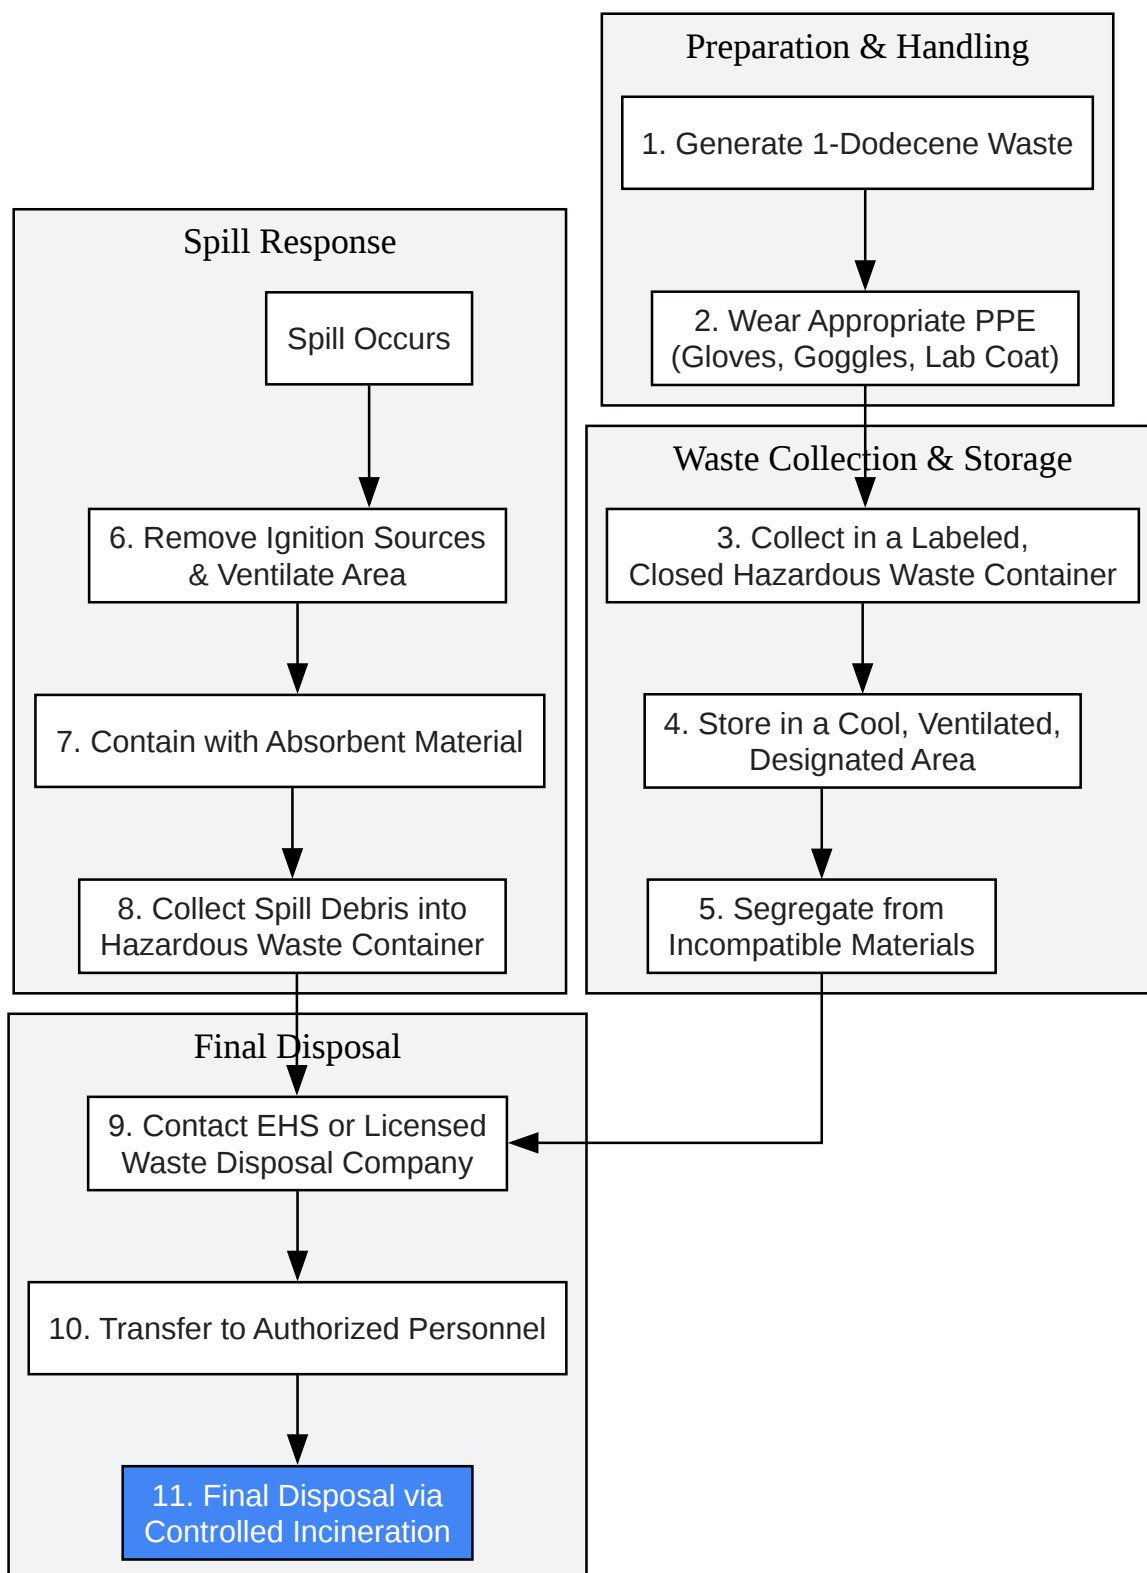 Preparation & Handling
1. Generate 1-Dodecene Waste
2. Wear Appropriate PPE
(Gloves, Goggles, Lab Coat)
Spill Response
Spill Occurs
6. Remove Ignition Sources
& Ventilate Area
7. Contain with Absorbent Material
8. Collect Spill Debris into
Hazardous Waste Container
Waste Collection & Storage
3. Collect in a Labeled,
Closed Hazardous Waste Container
4. Store in a Cool, Ventilated,
Designated Area
5. Segregate from
Incompatible Materials
Final Disposal
9. Contact EHS or Licensed
Waste Disposal Company
10. Transfer to Authorized Personnel
11. Final Disposal via
Controlled Incineration